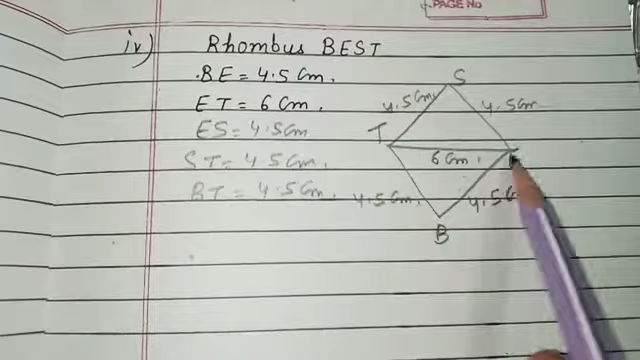 PAGE No
iv) Rhombus BEST
BE = 4.5 Cm.
ET = 6 Cm.
ES = 4.5 Cm
ST = 4.5 Cm.
BT = 4.5 Cm.
S
4.5 Cm
4.5 Cm
T
6 Cm.
4.5 Cm.
4.5 C
B